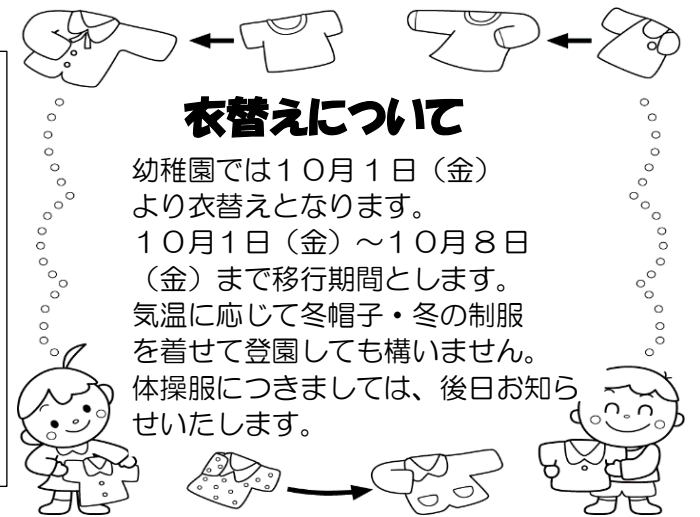 衣替えについて
幼稚園では１０月１日（金）
より衣替えとなります。
１０月１日（金）～１０月８日
（金）まで移行期間とします。
気温に応じて冬帽子・冬の制服
を着せて登園しても構いません。
体操服につきましては、後日お知ら
せいたします。